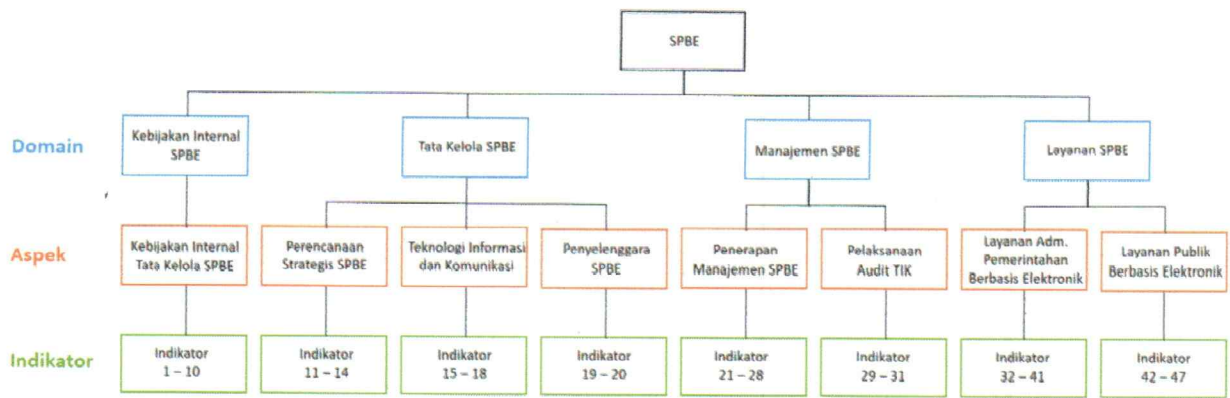 SPBE
Domain
Kebijakan Internal
SPBE
Tata Kelola SPBE
Manajemen SPBE
Layanan SPBE
Aspek
Kebijakan Internal
Tata Kelola SPBE
Perencanaan
Strategis SPBE
Teknologi Informasi
dan Komunikasi
Penyelenggara
SPBE
Penerapan
Manajemen SPBE
Pelaksanaan
Audit TIK
Layanan Adm.
Pemerintahan
Berbasis Elektronik
Layanan Publik
Berbasis Elektronik
Indikator
Indikator
1 – 10
Indikator
11 – 14
Indikator
15 – 18
Indikator
19 – 20
Indikator
21 – 28
Indikator
29 – 31
Indikator
32 – 41
Indikator
42 – 47